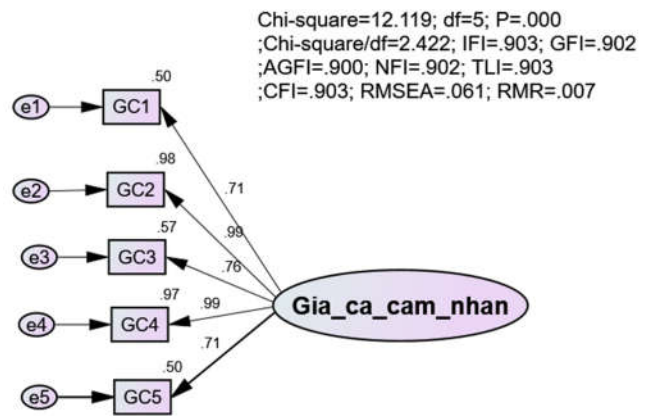 Chi-square=12.119; df=5; P=.000
;Chi-square/df=2.422; IFI=.903; GFI=.902
;AGFI=.900; NFI=.902; TLI=.903
;CFI=.903; RMSEA=.061; RMR=.007
.50
e1
GC1
.98
e2
GC2
.71
.57
.99
e3
GC3
.76
.97
.99
e4
GC4
Gia_ca_cam_nhan
.71
.50
e5
GC5